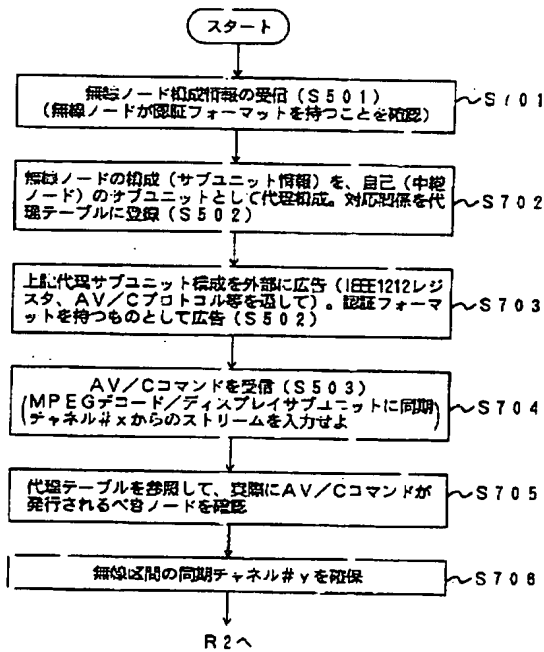 スタート
無線ノード構成情報の受信(S501)
(無線ノードが認証フォーマットを持つことを確認)
~S701
無線ノードの構成(サブユニット情報)を、自己(中継
ノード)のサブユニットとして代理構成。対応関係を代
理テーブルに登録(S502)
~S702
上記代理サブユニット構成を外部に広告(IEEE1212レジ
スタ、AV/Cプロトコル等を通して)。認証フォーマ
ットを持つものとして広告(S502)
~S703
AV/Cコマンドを受信(S503)
(MPEGデコード/ディスプレイサブユニットに同期
チャネル#xからのストリームを入力せよ)
~S704
代理テーブルを参照して、実際にAV/Cコマンドが
発行されるべきノードを確認
~S705
無線区間の同期チャネル#yを確保
~S706
R2へ